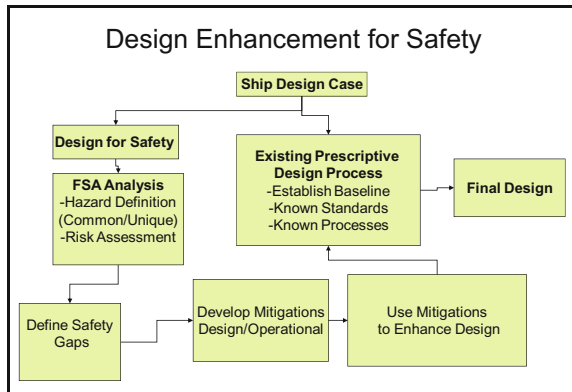 Design Enhancement for Safety
Ship Design Case
Design for Safety
Existing Prescriptive
Design Process
-Establish Baseline
-Known Standards
-Known Processes
Final Design
FSA Analysis
-Hazard Definition
(Common/Unique)
-Risk Assessment
Define Safety
Gaps
Develop Mitigations
Design/Operational
Use Mitigations
to Enhance Design